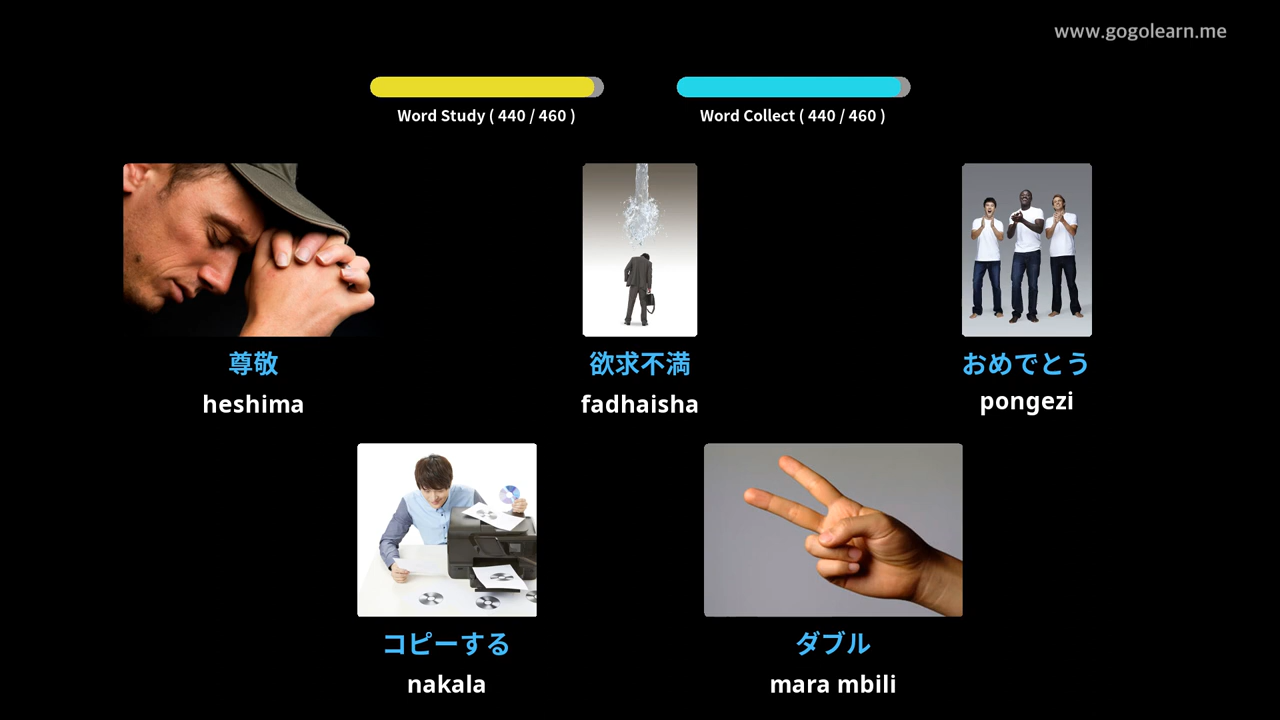 www.gogolearn.me
Word Study ( 440 / 460 )
Word Collect ( 440 / 460 )
尊敬
heshima
欲求不満
fadhaisha
おめでとう
pongezi
コピーする
nakala
ダブル
mara mbili